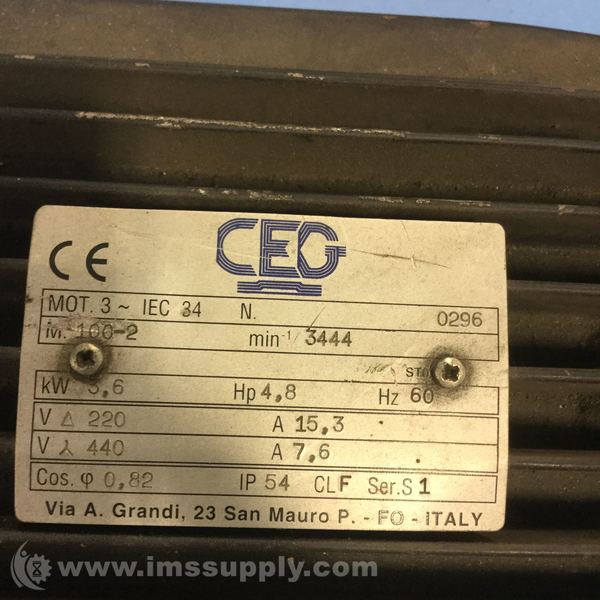 CE CEG
MOT. 3 ~ IEC 34 N. 0296
M. 100-2 min⁻¹ 3444
kW 3,6 Hp 4,8 Hz 60
V Δ 220 A 15,3
V ⅄ 440 A 7,6
Cos. φ 0,82 IP 54 CL F Ser. S 1
Via A. Grandi, 23 San Mauro P. - FO - ITALY
www.imssupply.com